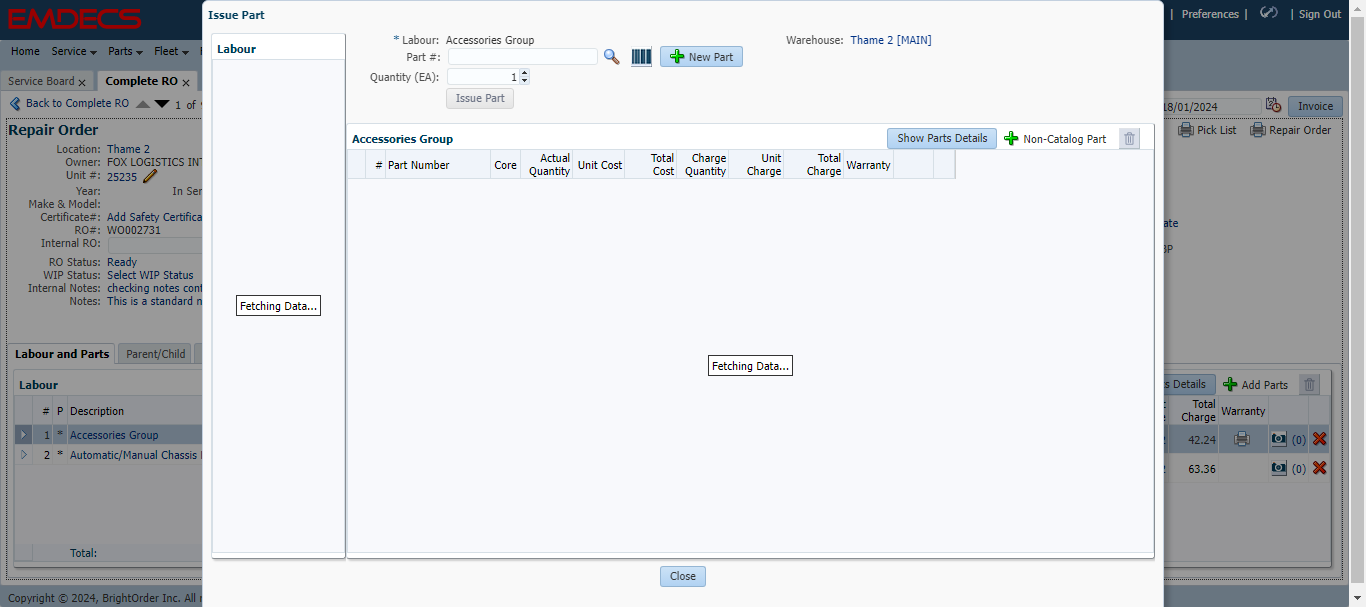 EMDECS
| Preferences | | Sign Out
Home Service Parts Fleet
Service Board x Complete RO x
Back to Complete RO 1 of
18/01/2024 Invoice
Pick List Repair Order
Repair Order
Location: Thame 2
Owner: FOX LOGISTICS INT
Unit #: 25235
Year: In Ser
Make & Model:
Certificate#: Add Safety Certifica
RO#: WO002731
Internal RO:
RO Status: Ready
WIP Status: Select WIP Status
Internal Notes: checking notes cont
Notes: This is a standard n
Labour and Parts Parent/Child
Labour
# P Description
1 * Accessories Group
2 * Automatic/Manual Chassis
Total:
Issue Part
Labour
Fetching Data...
* Labour: Accessories Group
Warehouse: Thame 2 [MAIN]
Part #: New Part
Quantity (EA): 1
Issue Part
Accessories Group Show Parts Details Non-Catalog Part
# Part Number Core Actual Quantity Unit Cost Total Cost Charge Quantity Unit Charge Total Charge Warranty
Fetching Data...
Close
ate
BP
s Details Add Parts
Total Charge Warranty
42.24 (0)
63.36 (0)
Copyright © 2024, BrightOrder Inc. All